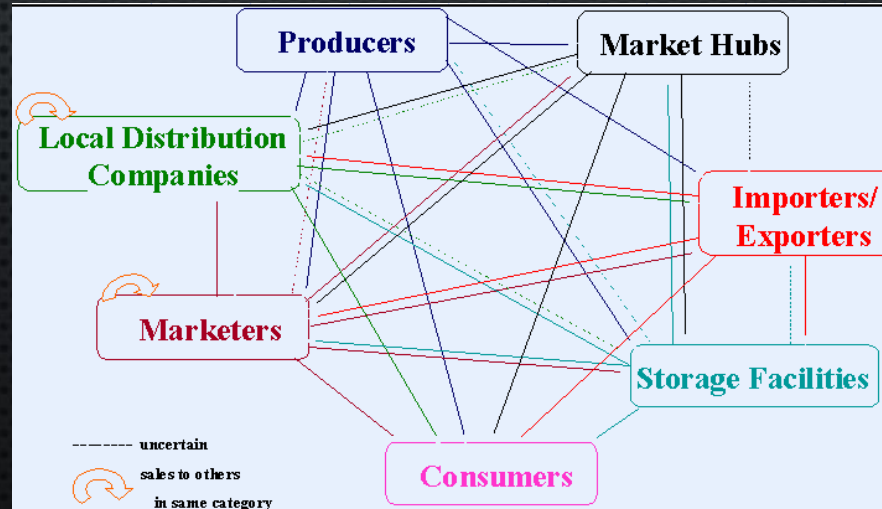 Producers
Market Hubs
Local Distribution
Companies
Importers/
Exporters
Marketers
Storage Facilities
Consumers
uncertain
sales to others
in same category